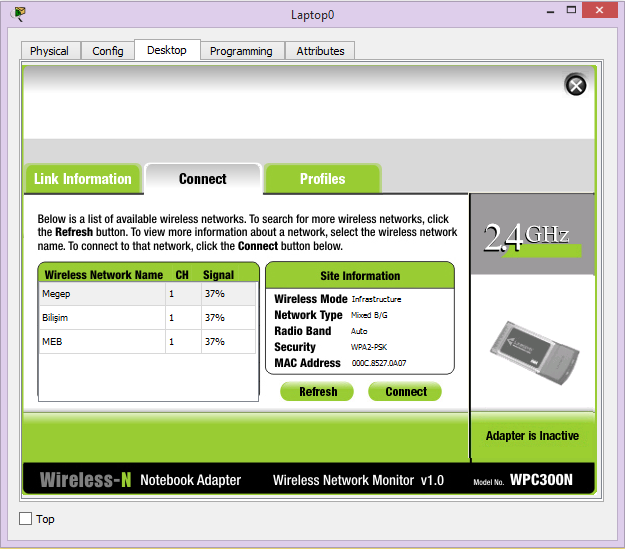 Laptop0
Physical Config Desktop Programming Attributes
Link Information Connect Profiles
Below is a list of available wireless networks. To search for more wireless networks, click
the Refresh button. To view more information about a network, select the wireless network
name. To connect to that network, click the Connect button below.
2,4GHz
Wireless Network Name CH Signal
Megep 1 37%
Bilişim 1 37%
MEB 1 37%
Site Information
Wireless Mode Infrastructure
Network Type Mixed B/G
Radio Band Auto
Security WPA2-PSK
MAC Address 000C.8527.0A07
Refresh Connect
Adapter is Inactive
Wireless-N Notebook Adapter Wireless Network Monitor v1.0 Model No. WPC300N
Top